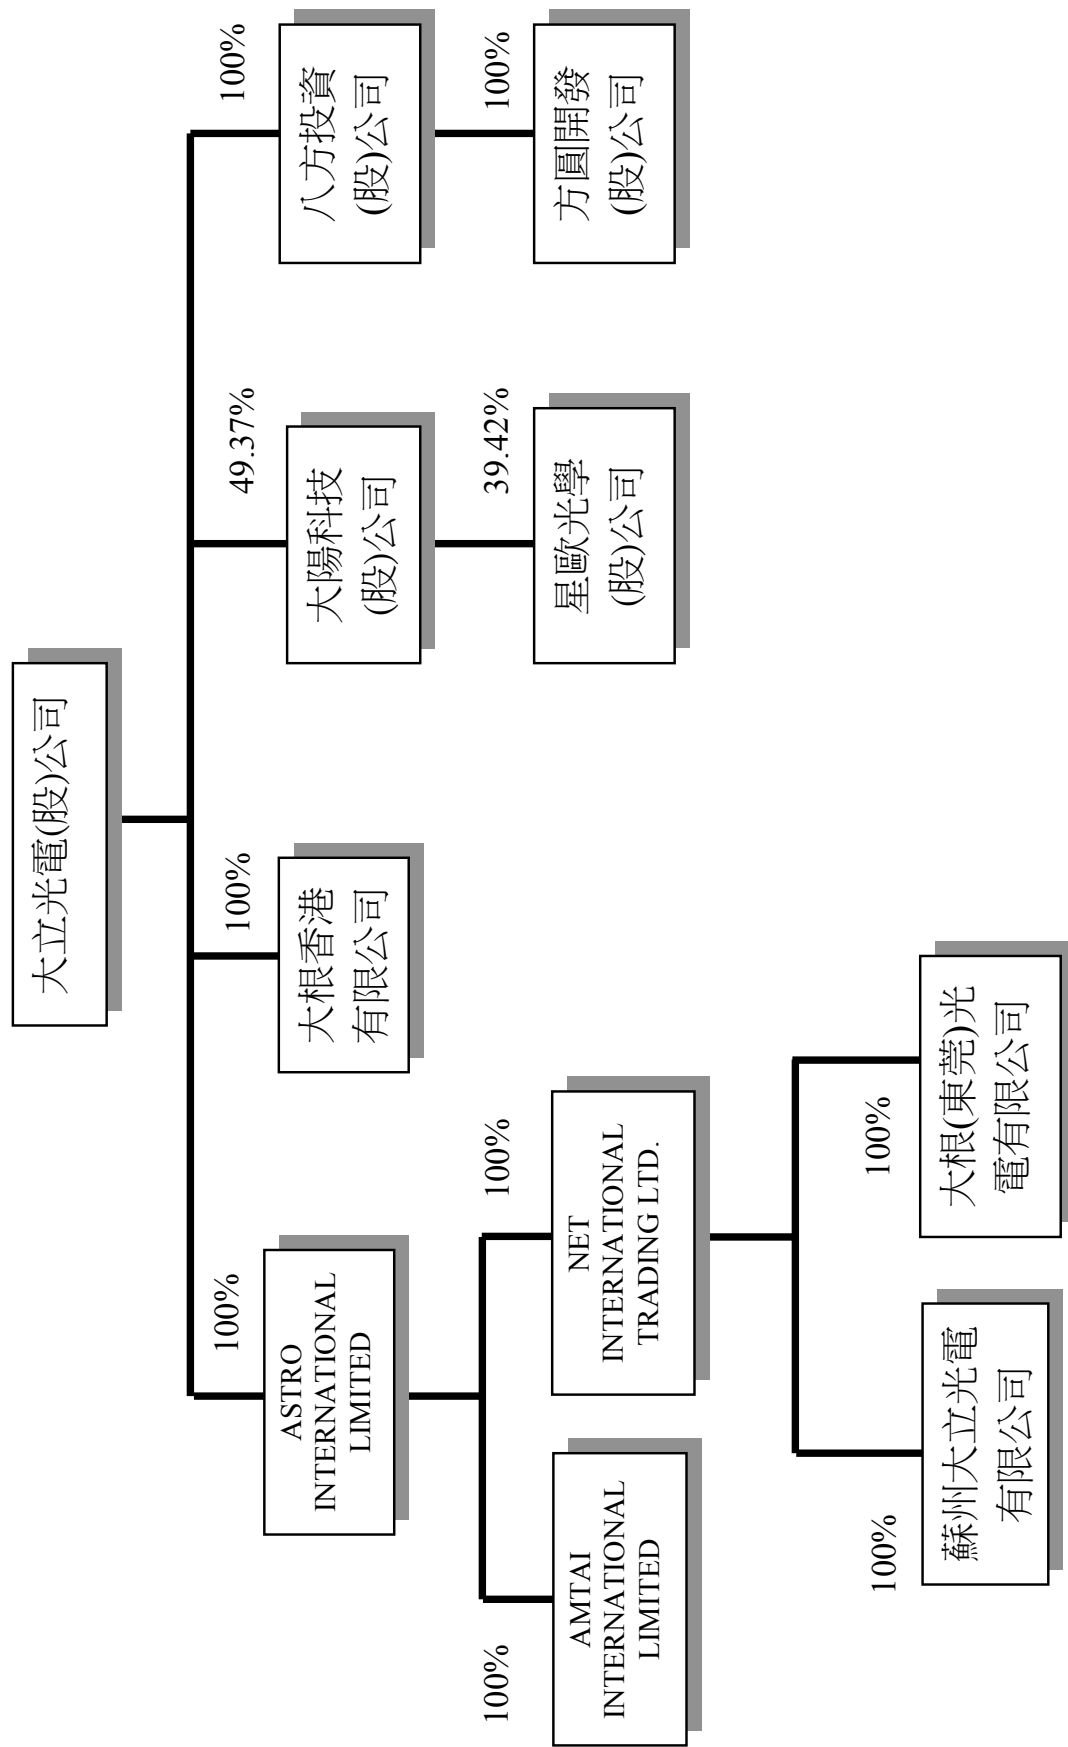 大立光電(股)公司
100%
ASTRO
INTERNATIONAL
LIMITED
100%
大根香港
有限公司
49.37%
大陽科技
(股)公司
100%
八方投資
(股)公司
100%
AMTAI
INTERNATIONAL
LIMITED
100%
NET
INTERNATIONAL
TRADING LTD.
39.42%
星歐光學
(股)公司
100%
方圓開發
(股)公司
100%
蘇州大立光電
有限公司
100%
大根(東莞)光
電有限公司